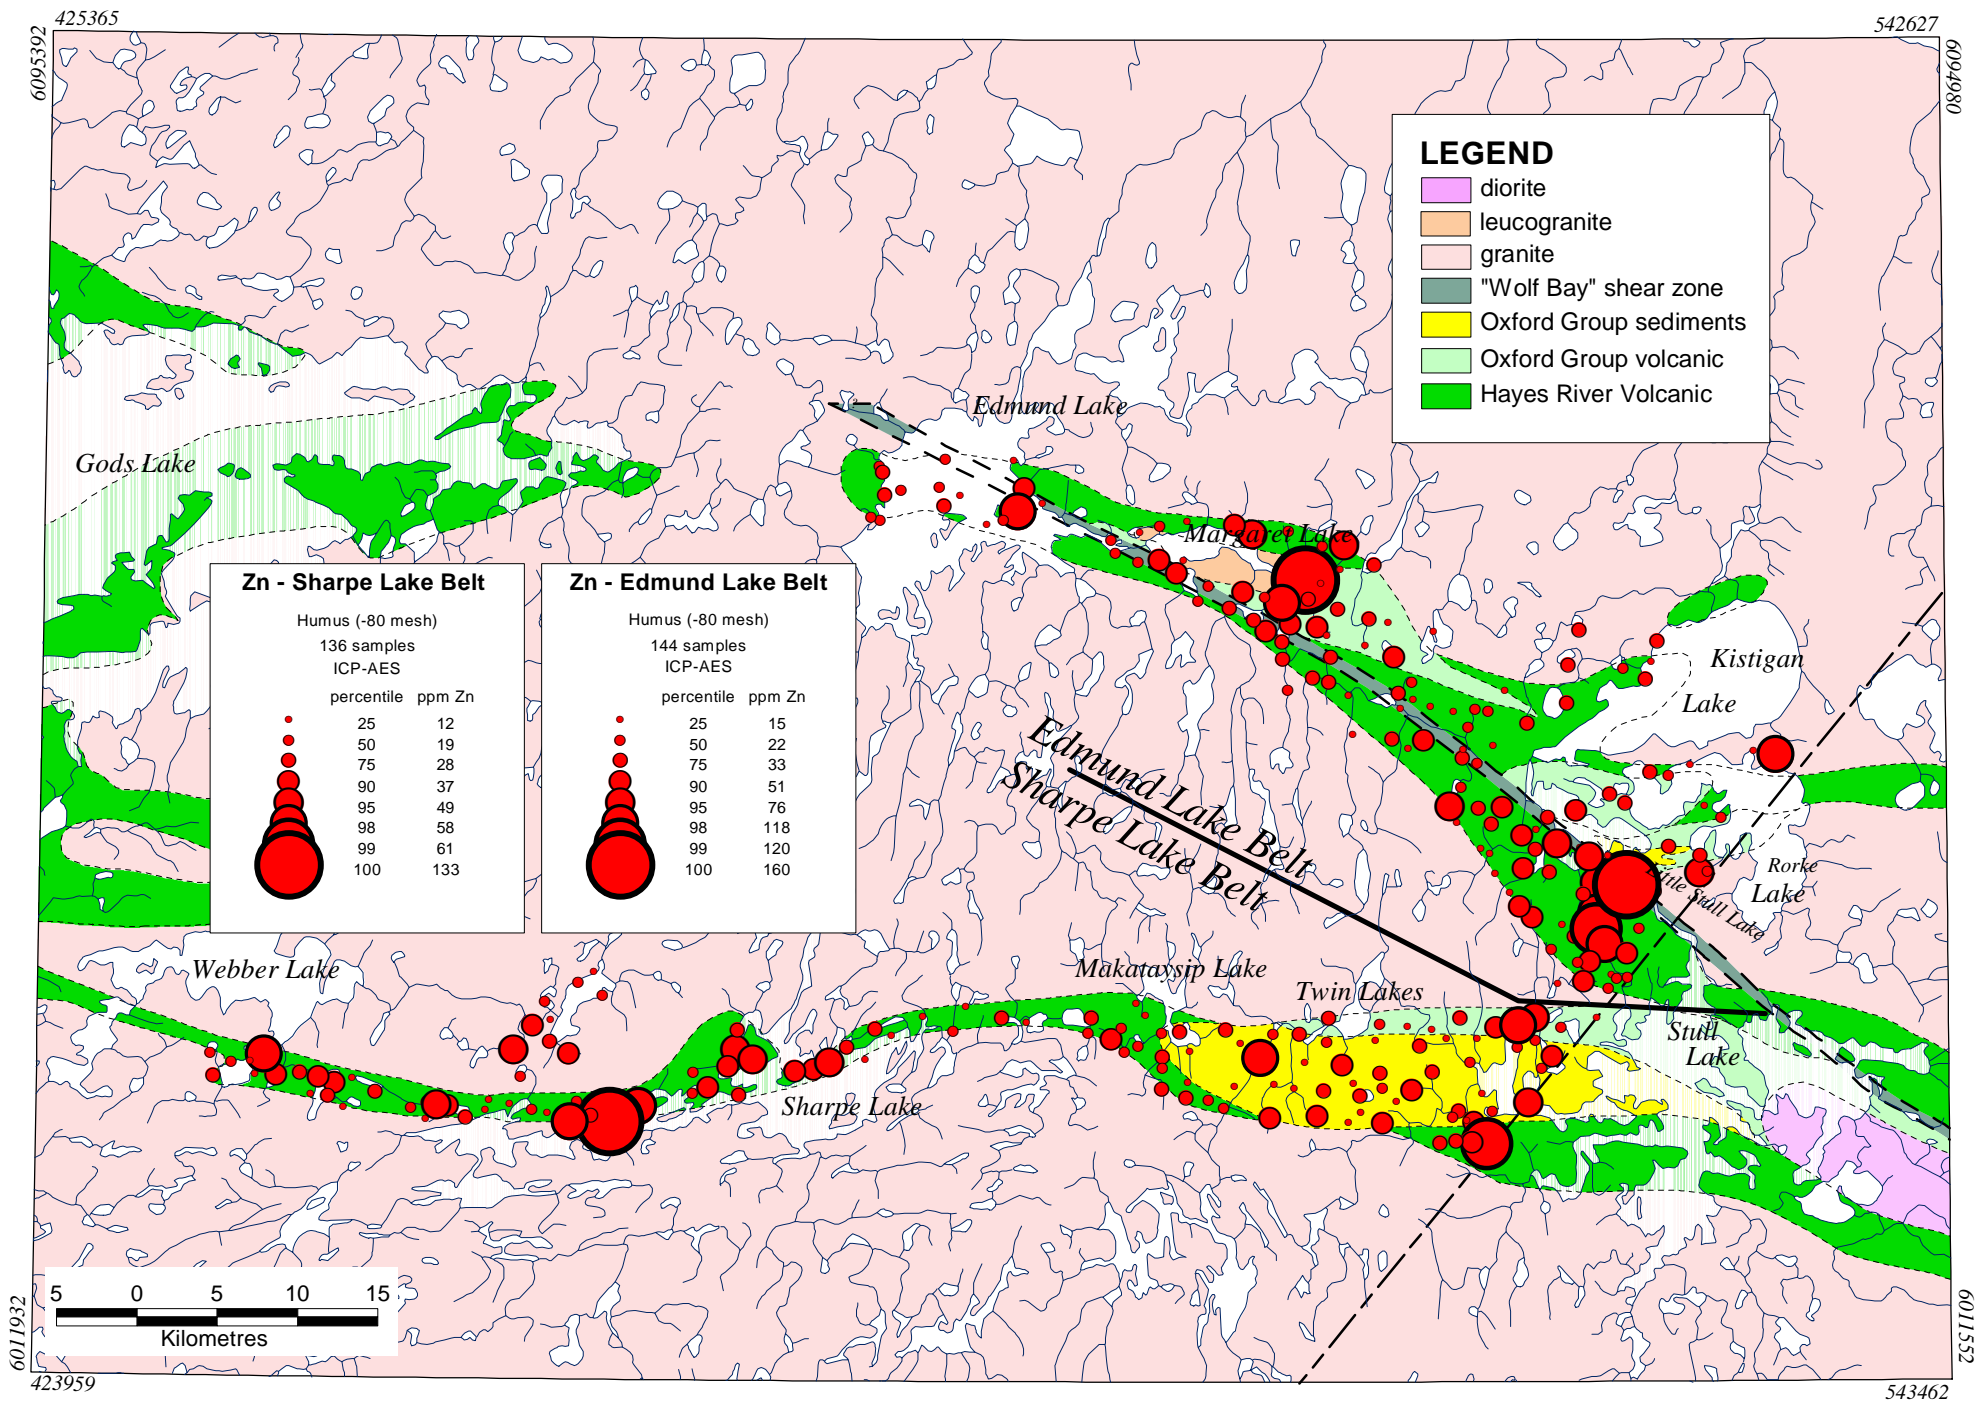 425365
542627
6095392
6094980
LEGEND
diorite
leucogranite
granite
"Wolf Bay" shear zone
Oxford Group sediments
Oxford Group volcanic
Hayes River Volcanic
Edmund Lake
Gods Lake
Margaret Lake
Zn - Sharpe Lake Belt
Humus (-80 mesh)
136 samples
ICP-AES
percentile ppm Zn
25 12
50 19
75 28
90 37
95 49
98 58
99 61
100 133
Zn - Edmund Lake Belt
Humus (-80 mesh)
144 samples
ICP-AES
percentile ppm Zn
25 15
50 22
75 33
90 51
95 76
98 118
99 120
100 160
Kistigan
Lake
Edmund Lake Belt
Sharpe Lake Belt
Rorke
Lake
Little Stull Lake
Webber Lake
Makataysip Lake
Twin Lakes
Stull
Lake
Sharpe Lake
5 0 5 10 15
Kilometres
6011932
6011552
423959
543462